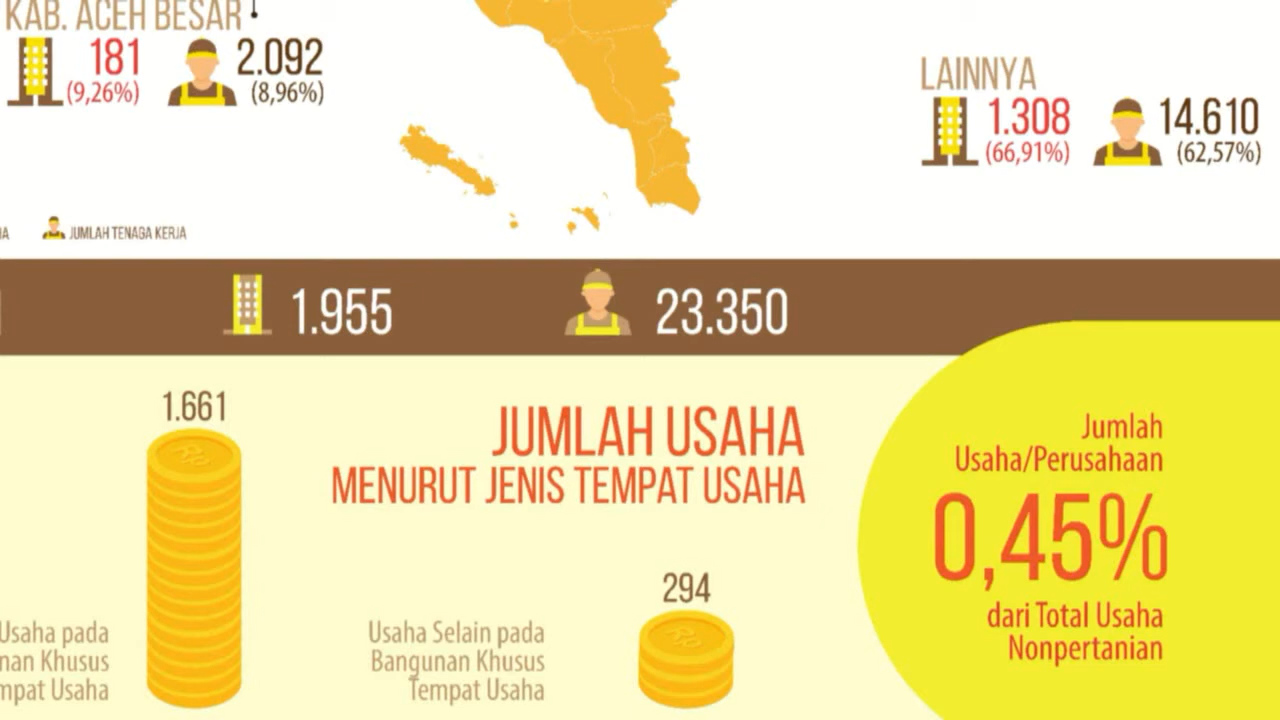 KAB. ACEH BESAR
181
(9,26%)
2.092
(8,96%)
LAINNYA
1.308
(66,91%)
14.610
(62,57%)
JUMLAH TENAGA KERJA
1.955
23.350
1.661
JUMLAH USAHA
MENURUT JENIS TEMPAT USAHA
294
Usaha pada
Khusus
Usaha
Usaha Selain pada
Bangunan Khusus
Tempat Usaha
Rp
Rp
Jumlah
Usaha/Perusahaan
0,45%
dari Total Usaha
Nonpertanian